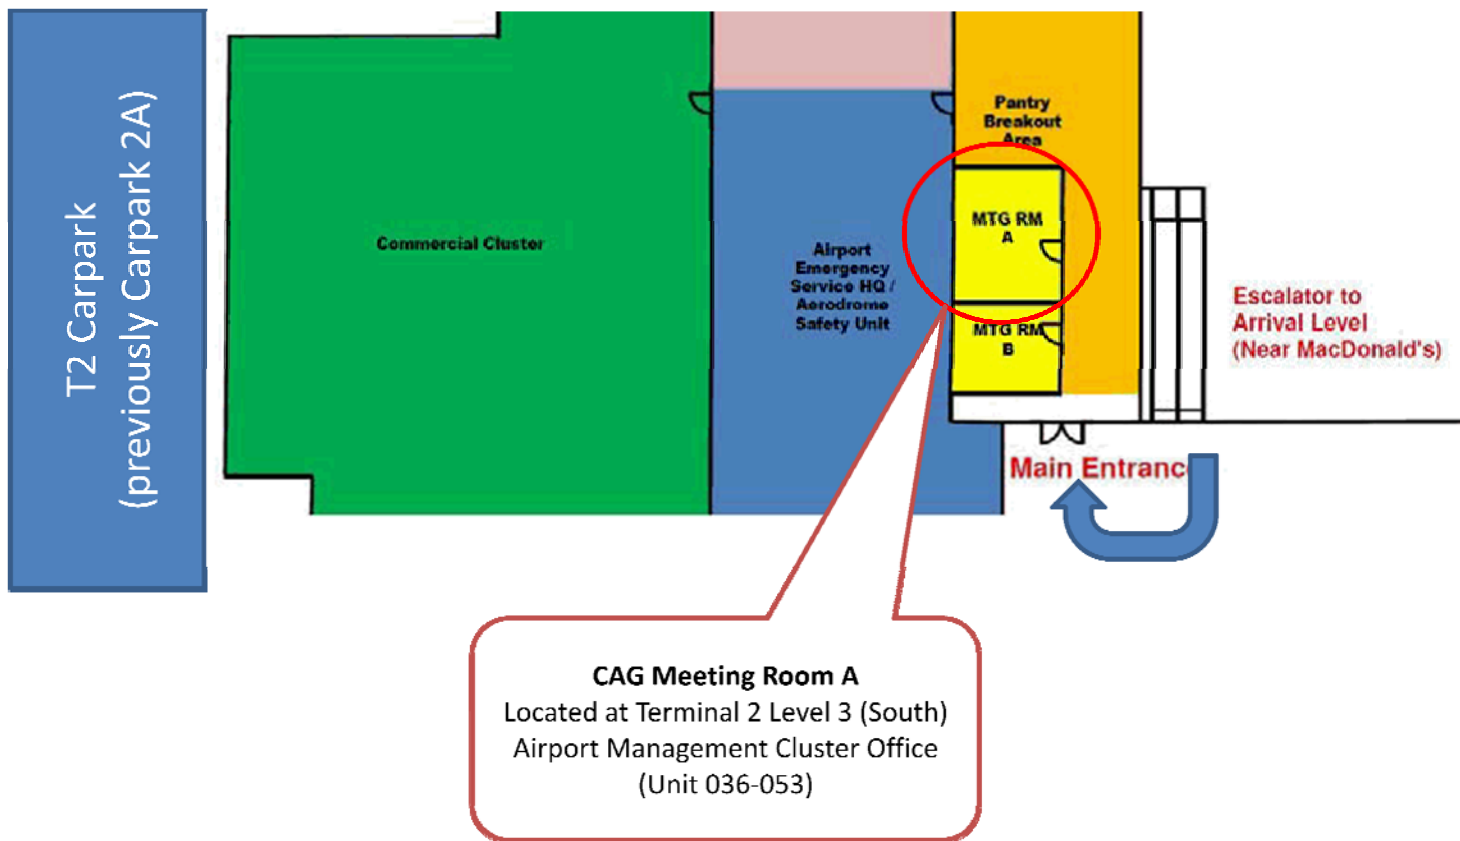 T2 Carpark
(previously Carpark 2A)
Commercial Cluster
Airport
Emergency
Service HQ /
Aerodrome
Safety Unit
Pantry
Breakout
Area
MTG RM
A
MTG RM
B
Escalator to
Arrival Level
(Near MacDonald's)
Main Entranc
CAG Meeting Room A
Located at Terminal 2 Level 3 (South)
Airport Management Cluster Office
(Unit 036-053)